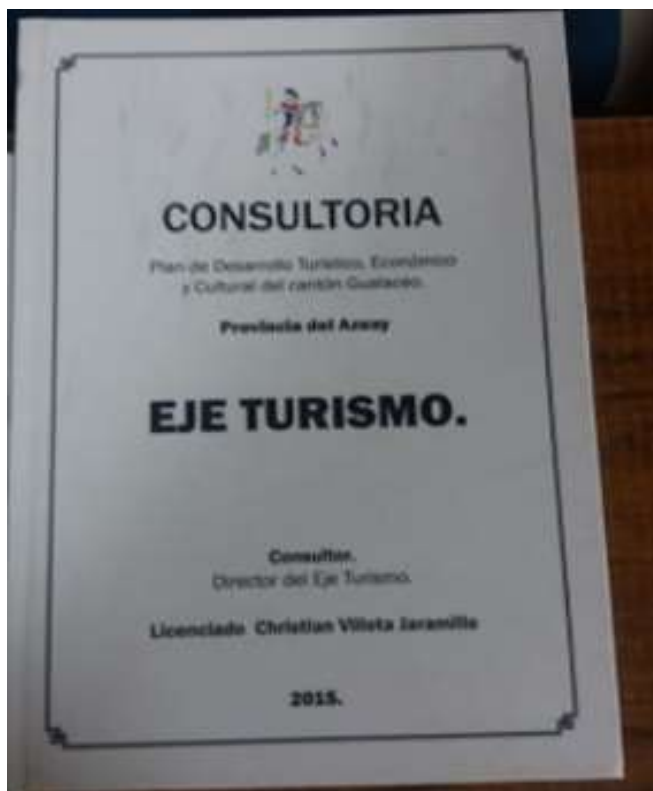 CONSULTORIA
Plan de Desarrollo Turístico, Económico
y Cultural del cantón Gualaceo.
Provincia del Azuay
EJE TURISMO.
Consultor.
Director del Eje Turismo.
Licenciado Christian Villota Jaramillo
2015.